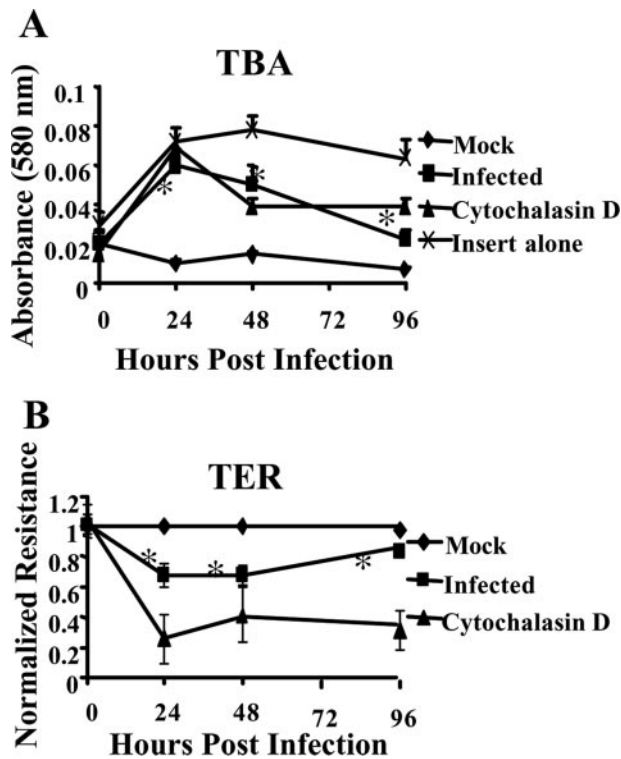 A
TBA
Absorbance (580 nm)
0.1
0.08
0.06
0.04
0.02
0
0 24 48 72 96
Hours Post Infection
Mock
Infected
Cytochalasin D
Insert alone
* * *
B
TER
Normalized Resistance
1.2
1
0.8
0.6
0.4
0.2
0
0 24 48 72 96
Hours Post Infection
Mock
Infected
Cytochalasin D
* * *